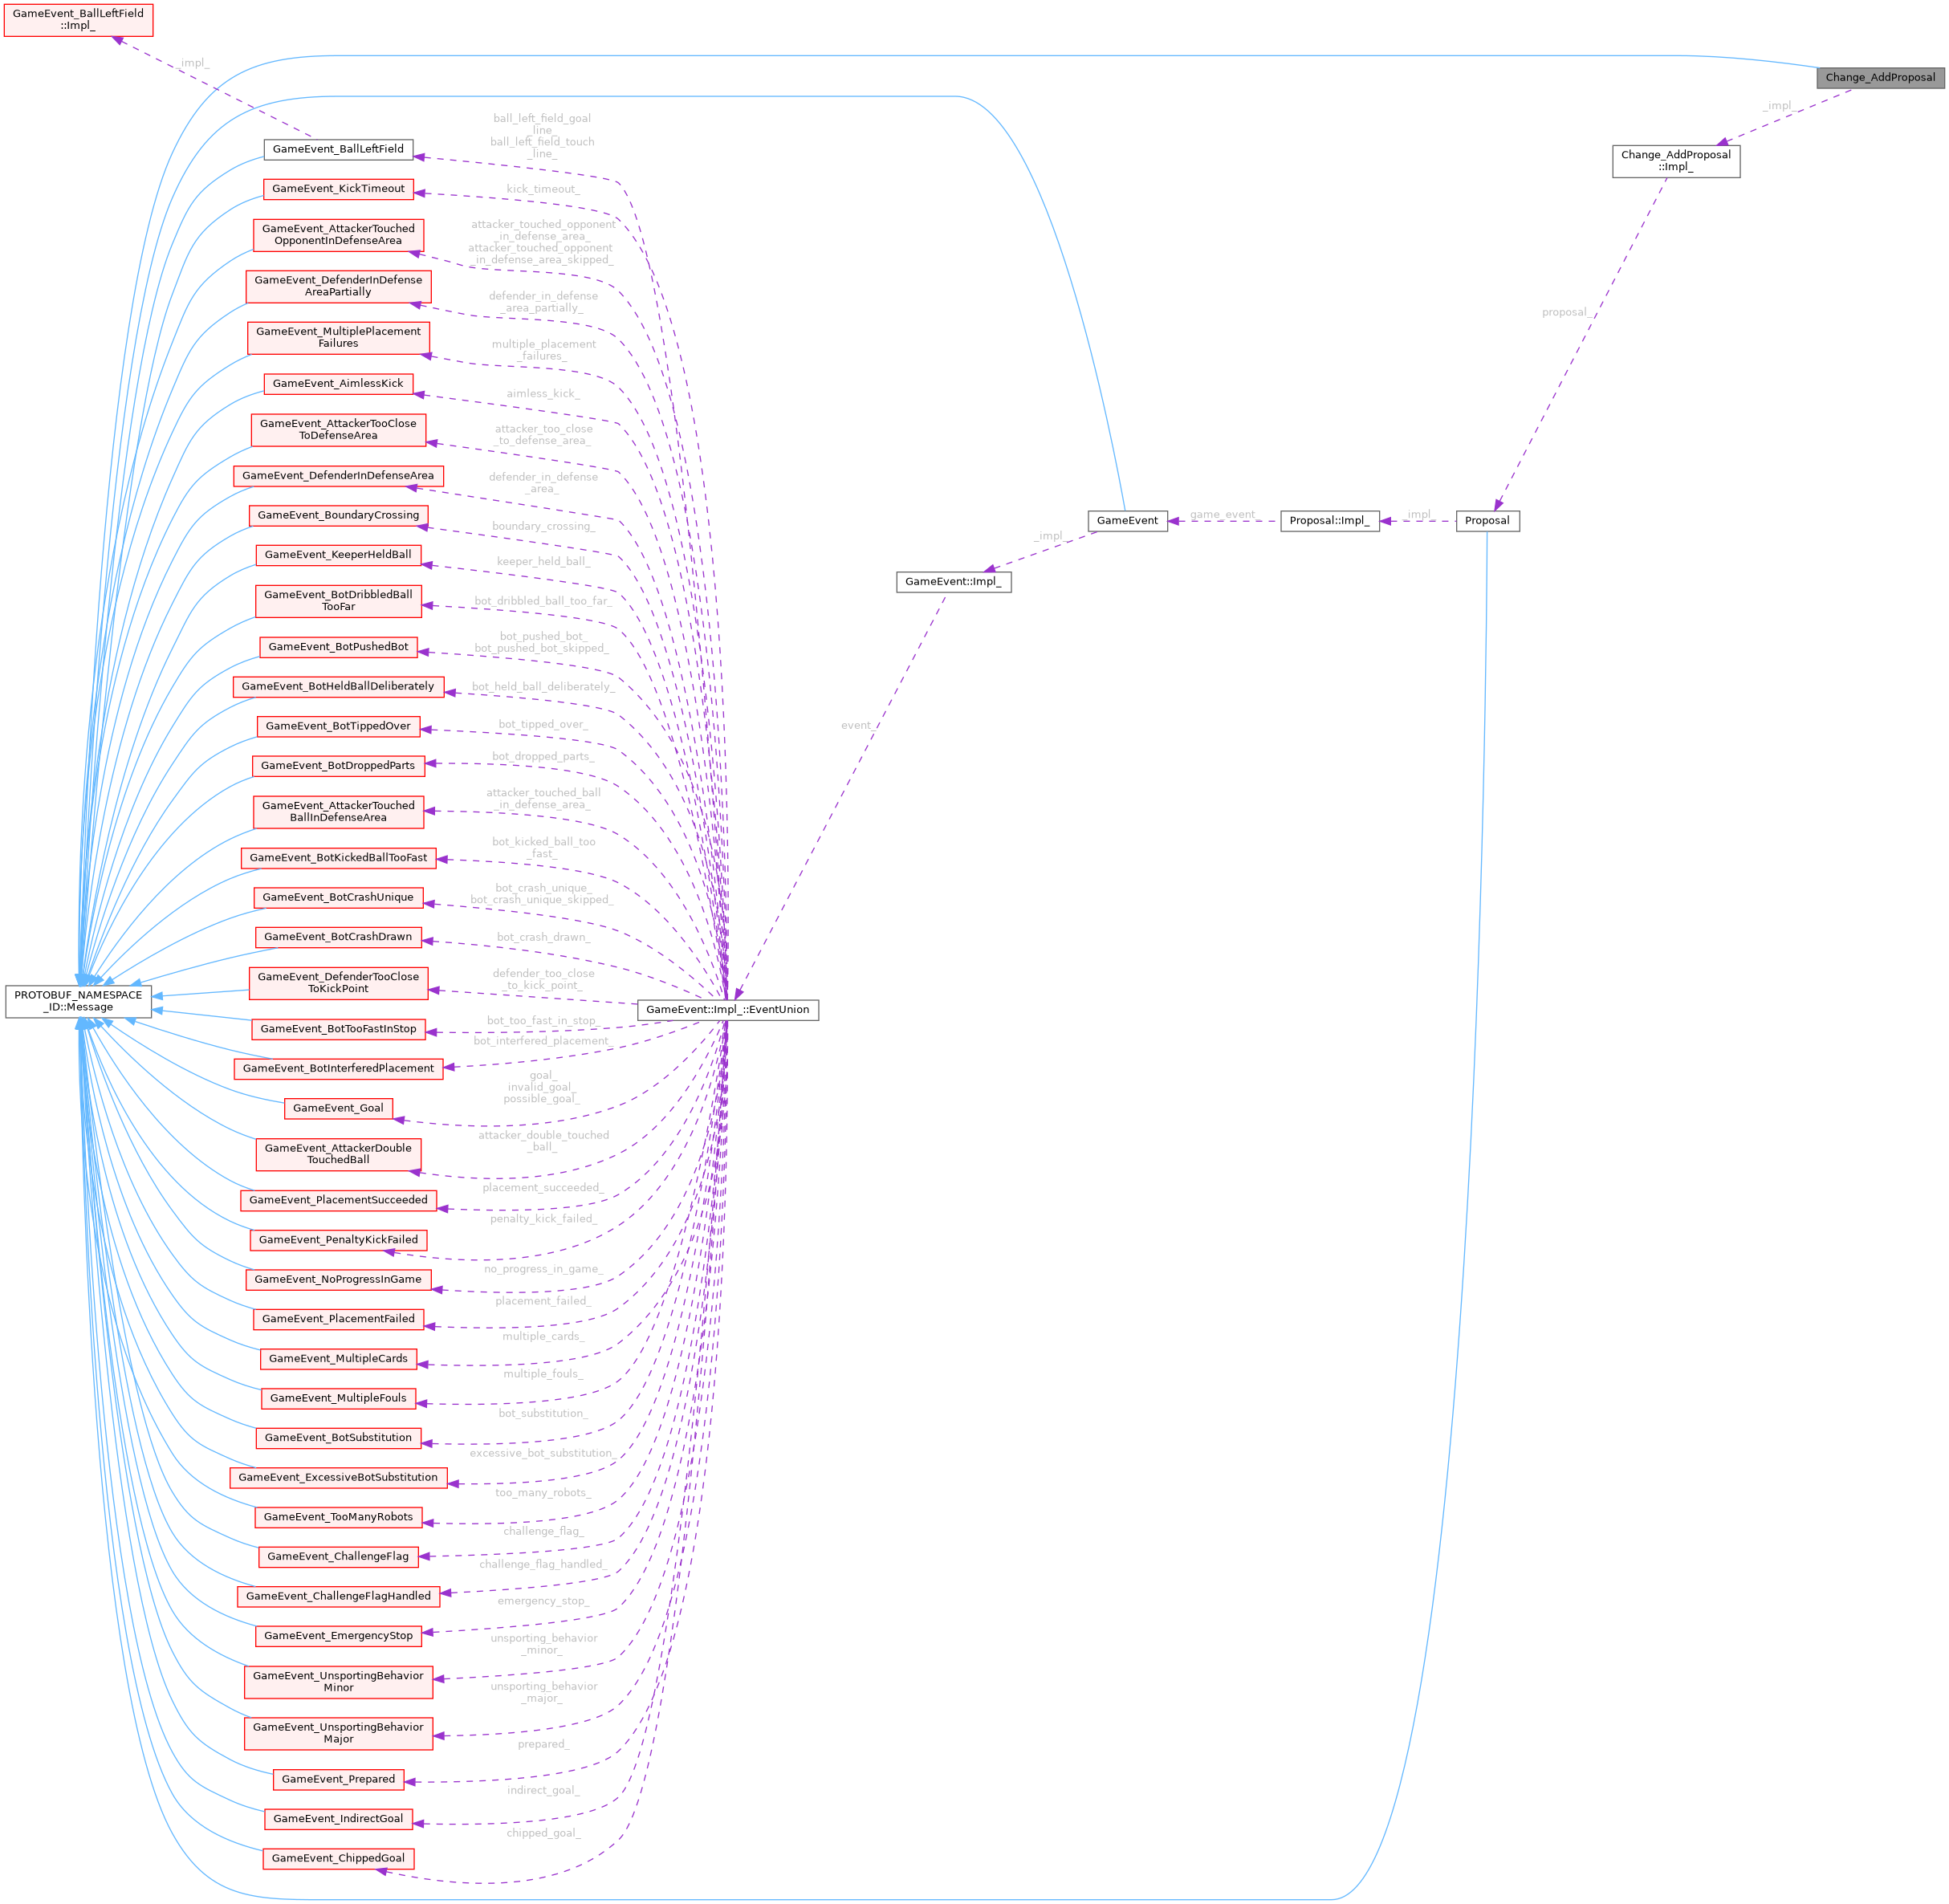 GameEvent_BallLeftField
::Impl_
_impl_
Change_AddProposal
_impl_
Change_AddProposal
::Impl_
proposal_
Proposal
_impl_
Proposal::Impl_
game_event_
GameEvent
_impl_
GameEvent::Impl_
event_
GameEvent::Impl_::EventUnion
PROTOBUF_NAMESPACE
_ID::Message
GameEvent_BallLeftField
ball_left_field_goal
_line_
ball_left_field_touch
_line_
GameEvent_KickTimeout
kick_timeout_
GameEvent_AttackerTouched
OpponentInDefenseArea
attacker_touched_opponent
_in_defense_area_
attacker_touched_opponent
_in_defense_area_skipped_
GameEvent_DefenderInDefense
AreaPartially
defender_in_defense
_area_partially_
GameEvent_MultiplePlacement
Failures
multiple_placement
_failures_
GameEvent_AimlessKick
aimless_kick_
GameEvent_AttackerTooClose
ToDefenseArea
attacker_too_close
_to_defense_area_
GameEvent_DefenderInDefenseArea
defender_in_defense
_area_
GameEvent_BoundaryCrossing
boundary_crossing_
GameEvent_KeeperHeldBall
keeper_held_ball_
GameEvent_BotDribbledBall
TooFar
bot_dribbled_ball_too_far_
GameEvent_BotPushedBot
bot_pushed_bot_
bot_pushed_bot_skipped_
GameEvent_BotHeldBallDeliberately
bot_held_ball_deliberately_
GameEvent_BotTippedOver
bot_tipped_over_
GameEvent_BotDroppedParts
bot_dropped_parts_
GameEvent_AttackerTouched
BallInDefenseArea
attacker_touched_ball
_in_defense_area_
GameEvent_BotKickedBallTooFast
bot_kicked_ball_too
_fast_
GameEvent_BotCrashUnique
bot_crash_unique_
bot_crash_unique_skipped_
GameEvent_BotCrashDrawn
bot_crash_drawn_
GameEvent_DefenderTooClose
ToKickPoint
defender_too_close
_to_kick_point_
GameEvent_BotTooFastInStop
bot_too_fast_in_stop_
GameEvent_BotInterferedPlacement
bot_interfered_placement_
GameEvent_Goal
goal_
invalid_goal_
possible_goal_
GameEvent_AttackerDouble
TouchedBall
attacker_double_touched
_ball_
GameEvent_PlacementSucceeded
placement_succeeded_
GameEvent_PenaltyKickFailed
penalty_kick_failed_
GameEvent_NoProgressInGame
no_progress_in_game_
GameEvent_PlacementFailed
placement_failed_
GameEvent_MultipleCards
multiple_cards_
GameEvent_MultipleFouls
multiple_fouls_
GameEvent_BotSubstitution
bot_substitution_
GameEvent_ExcessiveBotSubstitution
excessive_bot_substitution_
GameEvent_TooManyRobots
too_many_robots_
GameEvent_ChallengeFlag
challenge_flag_
GameEvent_ChallengeFlagHandled
challenge_flag_handled_
GameEvent_EmergencyStop
emergency_stop_
GameEvent_UnsportingBehavior
Minor
unsporting_behavior
_minor_
GameEvent_UnsportingBehavior
Major
unsporting_behavior
_major_
GameEvent_Prepared
prepared_
GameEvent_IndirectGoal
indirect_goal_
GameEvent_ChippedGoal
chipped_goal_